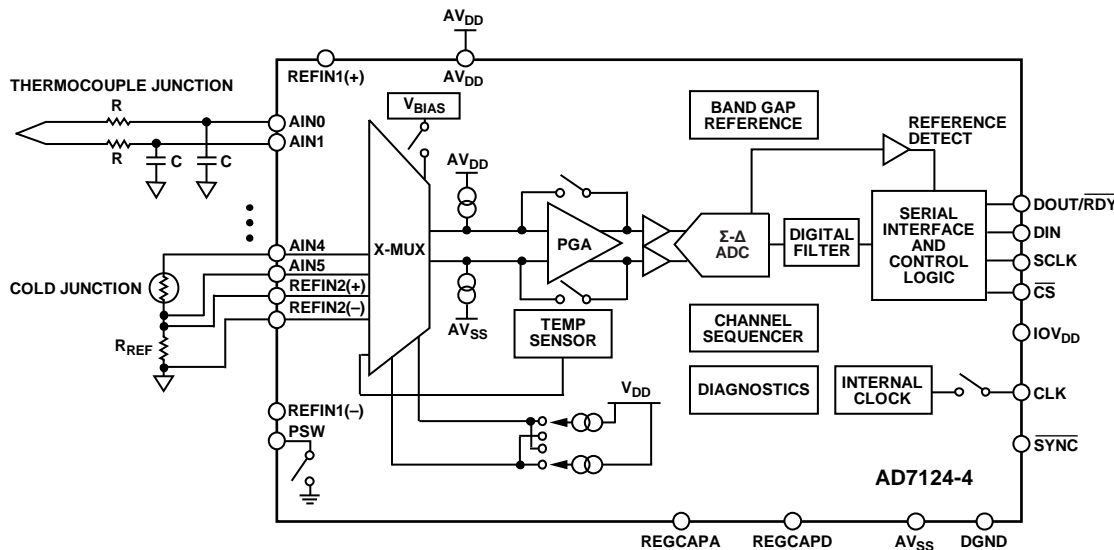 AVDD
REFIN1(+)
AVDD
THERMOCOUPLE JUNCTION
R
AIN0
AIN1
R
C
C
VBIAS
BAND GAP
REFERENCE
REFERENCE
DETECT
AVDD
X-MUX
PGA
Σ-Δ
ADC
DIGITAL
FILTER
SERIAL
INTERFACE
AND
CONTROL
LOGIC
DOUT/RDY
DIN
SCLK
CS
AIN4
AIN5
REFIN2(+)
REFIN2(–)
COLD JUNCTION
RREF
AVSS
TEMP
SENSOR
CHANNEL
SEQUENCER
IOVDD
DIAGNOSTICS
INTERNAL
CLOCK
CLK
VDD
REFIN1(–)
PSW
SYNC
AD7124-4
REGCAPA
REGCAPD
AVSS
DGND